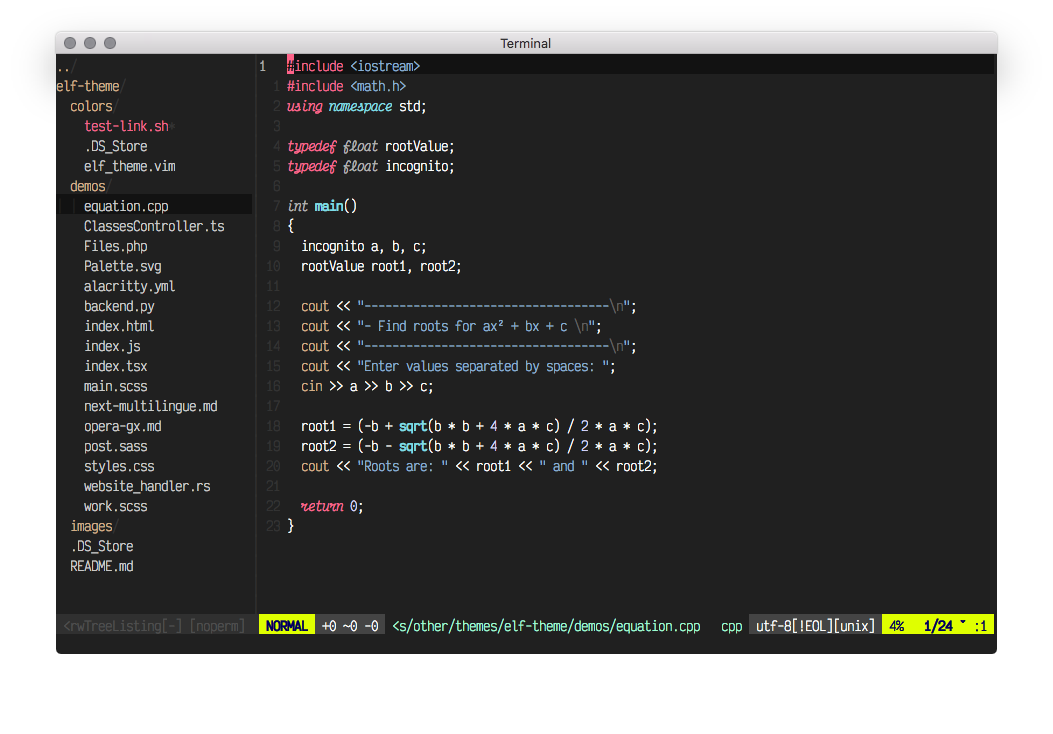 Terminal
../
elf-theme/
colors/
test-link.sh*
.DS_Store
elf_theme.vim
demos/
equation.cpp
ClassesController.ts
Files.php
Palette.svg
alacritty.yml
backend.py
index.html
index.js
index.tsx
main.scss
next-multilingue.md
opera-gx.md
post.sass
styles.css
website_handler.rs
work.scss
images/
.DS_Store
README.md
<rwTreeListing[-] [noperm]
1 #include <iostream>
1 #include <math.h>
2 using namespace std;
3
4 typedef float rootValue;
5 typedef float incognito;
6
7 int main()
8 {
9 incognito a, b, c;
10 rootValue root1, root2;
11
12 cout << "-----------------------------------\n";
13 cout << "- Find roots for ax² + bx + c \n";
14 cout << "-----------------------------------\n";
15 cout << "Enter values separated by spaces: ";
16 cin >> a >> b >> c;
17
18 root1 = (-b + sqrt(b * b + 4 * a * c) / 2 * a * c);
19 root2 = (-b - sqrt(b * b + 4 * a * c) / 2 * a * c);
20 cout << "Roots are: " << root1 << " and " << root2;
21
22 return 0;
23 }
NORMAL +0 ~0 -0 <s/other/themes/elf-theme/demos/equation.cpp cpp utf-8[!EOL][unix] 4% 1/24 :1